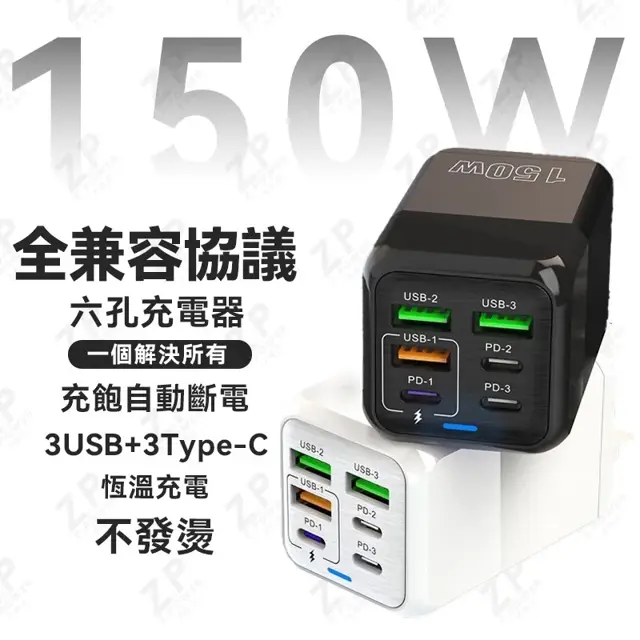 150W
全兼容協議
六孔充電器
一個解決所有
充飽自動斷電
3USB+3Type-C
恆溫充電
不發燙
150W
USB-2
USB-3
USB-1
PD-2
PD-1
PD-3
USB-2
USB-3
USB-1
PD-2
PD-1
PD-3